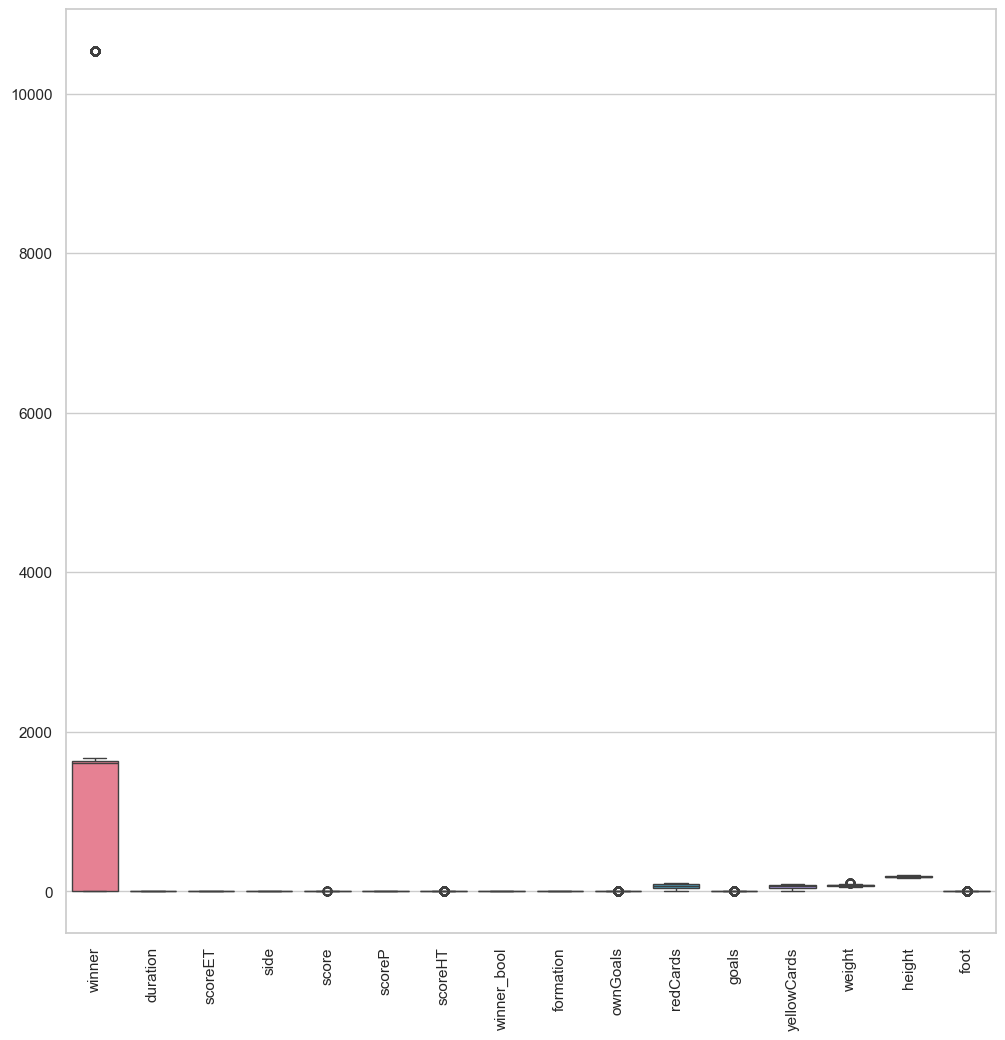 10000
8000
6000
4000
2000
0
winner
duration
scoreET
side
score
scoreP
scoreHT
winner_bool
formation
ownGoals
redCards
goals
yellowCards
weight
height
foot